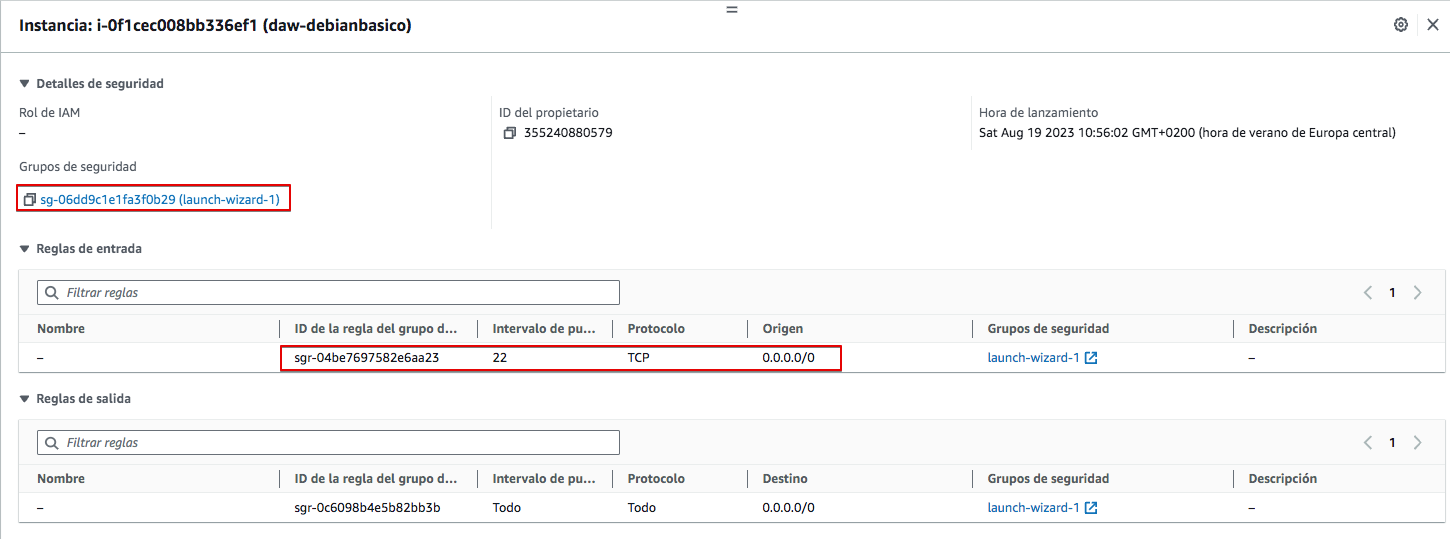 Instancia: i-0f1cec008bb336ef1 (daw-debianbasico)
Detalles de seguridad
Rol de IAM
–
ID del propietario
355240880579
Hora de lanzamiento
Sat Aug 19 2023 10:56:02 GMT+0200 (hora de verano de Europa central)
Grupos de seguridad
sg-06dd9c1e1fa3f0b29 (launch-wizard-1)
Reglas de entrada
Filtrar reglas
1
Nombre ID de la regla del grupo d... Intervalo de pu... Protocolo Origen Grupos de seguridad Descripción
– sgr-04be7697582e6aa23 22 TCP 0.0.0.0/0 launch-wizard-1 –
Reglas de salida
Filtrar reglas
1
Nombre ID de la regla del grupo d... Intervalo de pu... Protocolo Destino Grupos de seguridad Descripción
– sgr-0c6098b4e5b82bb3b Todo Todo 0.0.0.0/0 launch-wizard-1 –